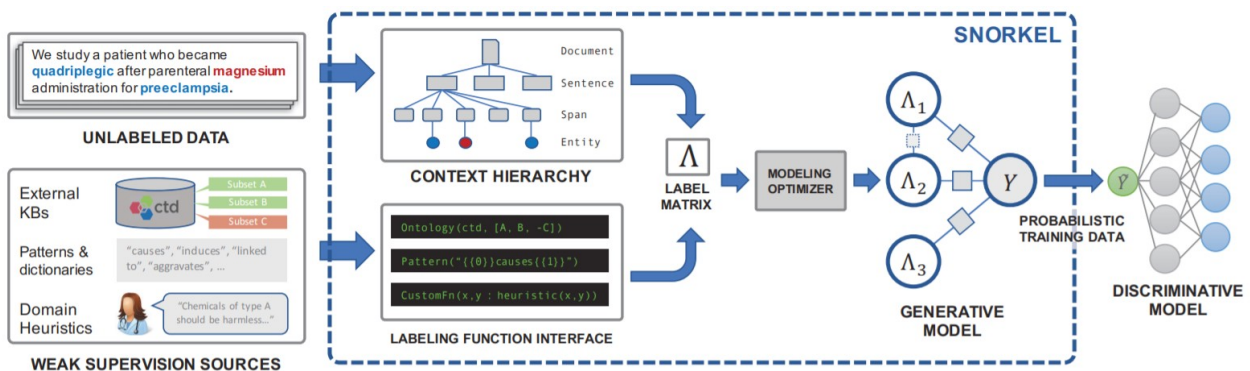 SNORKEL
We study a patient who became
quadriplegic after parenteral magnesium
administration for preeclampsia.
UNLABELED DATA
External
KBs
ctd
Subset A
Subset B
Subset C
Patterns &
dictionaries
“causes”, “induces”, “linked
to”, “aggravates”, ...
Domain
Heuristics
“Chemicals of type A
should be harmless...”
WEAK SUPERVISION SOURCES
Document
Sentence
Span
Entity
CONTEXT HIERARCHY
Ontology(ctd, [A, B, -C])
Pattern(“{{0}}causes{{1}}”)
CustomFn(x,y : heuristic(x,y))
LABELING FUNCTION INTERFACE
Λ
LABEL
MATRIX
MODELING
OPTIMIZER
Λ1
Λ2
Λ3
Y
GENERATIVE
MODEL
PROBABILISTIC
TRAINING DATA
Ỹ
DISCRIMINATIVE
MODEL